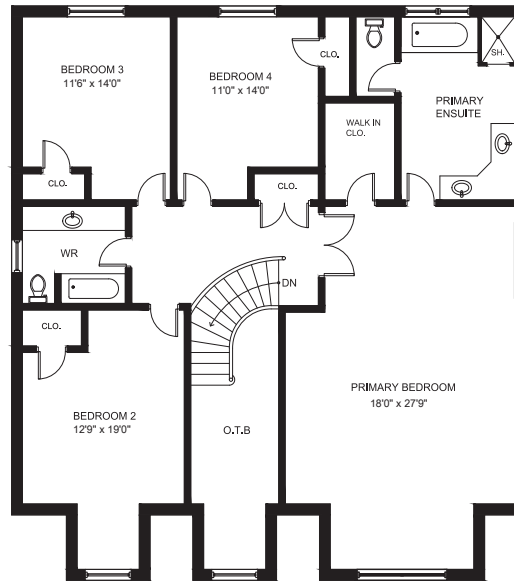 BEDROOM 3
11'6" x 14'0"
BEDROOM 4
11'0" x 14'0"
CLO.
SH.
PRIMARY
ENSUITE
WALK IN
CLO.
CLO.
CLO.
WR
DN
CLO.
BEDROOM 2
12'9" x 19'0"
O.T.B
PRIMARY BEDROOM
18'0" x 27'9"